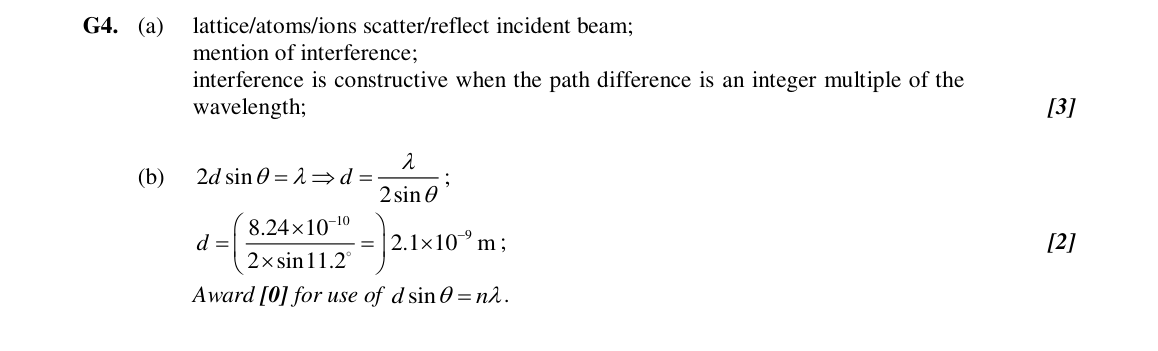 G4. (a) lattice/atoms/ions scatter/reflect incident beam;
mention of interference;
interference is constructive when the path difference is an integer multiple of the
wavelength; [3]
(b) 2d sin θ = λ ⇒ d = λ / (2 sin θ) ;
d = ( 8.24×10⁻¹⁰ / (2×sin 11.2°) = ) 2.1×10⁻⁹ m ; [2]
Award [0] for use of d sin θ = nλ.